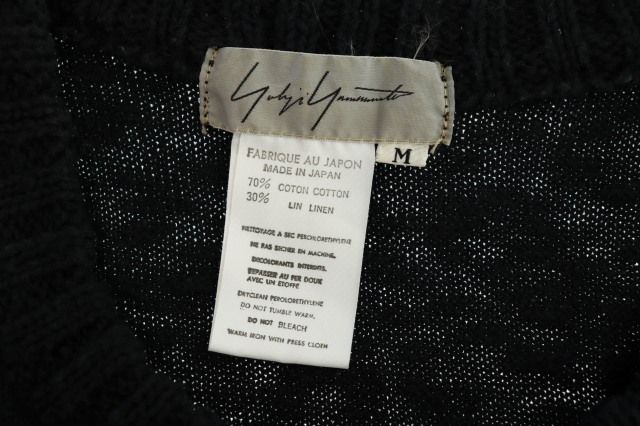 Yohji Yamamoto
M
FABRIQUE AU JAPON
MADE IN JAPAN
70% COTON COTTON
30% LIN LINEN
NETTOYAGE A SEC PERCHLORETHYLENE
NE PAS SECHER EN MACHINE.
DECOLORANTS INTERDITS.
REPASSER AU FER DOUX
AVEC UN ETOFFE
DRYCLEAN PEROLORETHYLENE
DO NOT TUMBLE WARM.
DO NOT BLEACH
WARM IRON WITH PRESS CLOTH